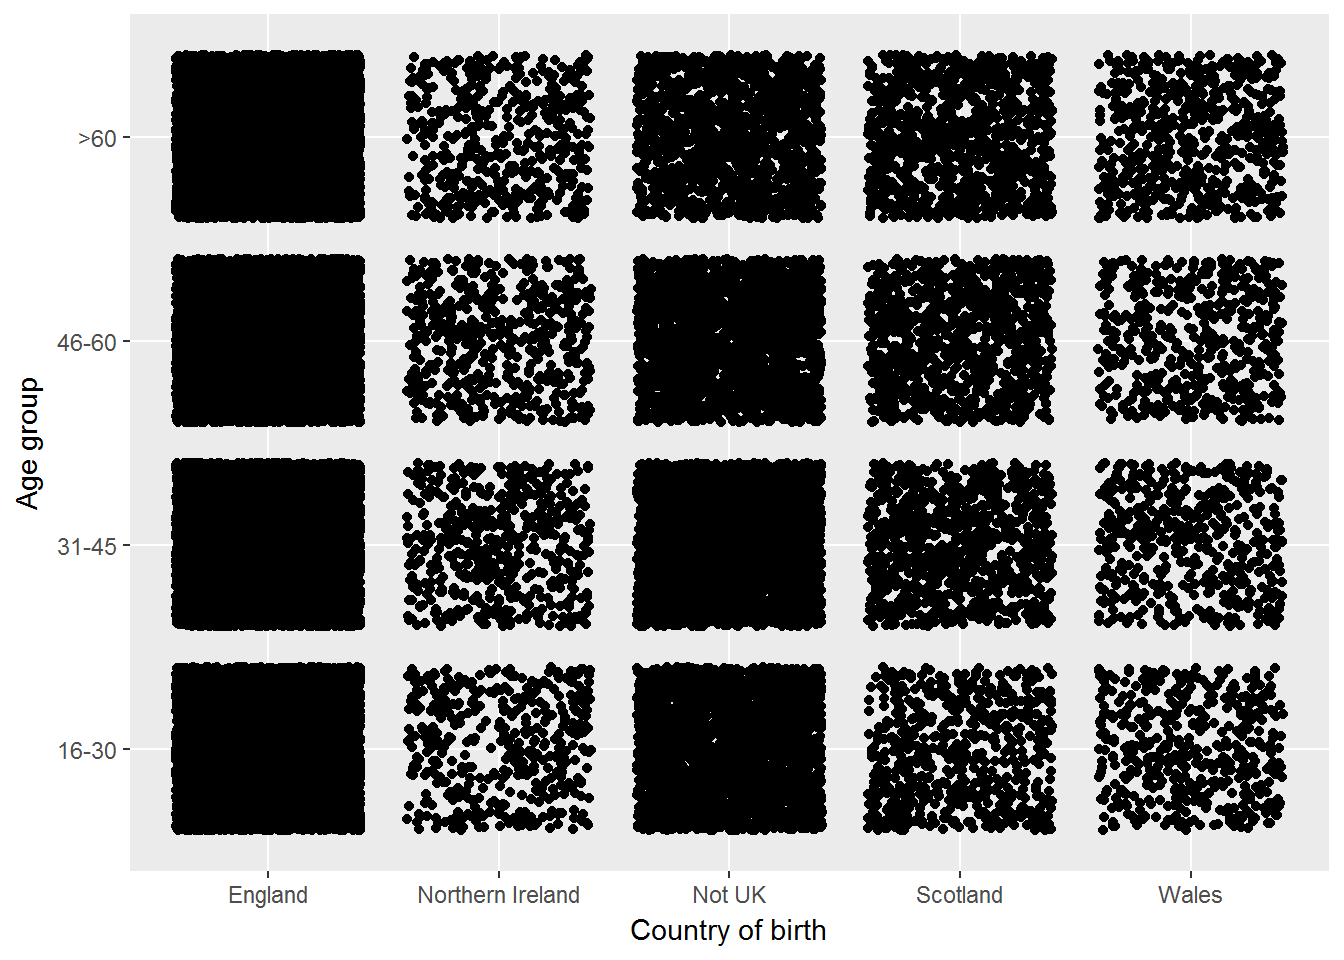 Age group
>60
46-60
31-45
16-30
England
Northern Ireland
Not UK
Scotland
Wales
Country of birth